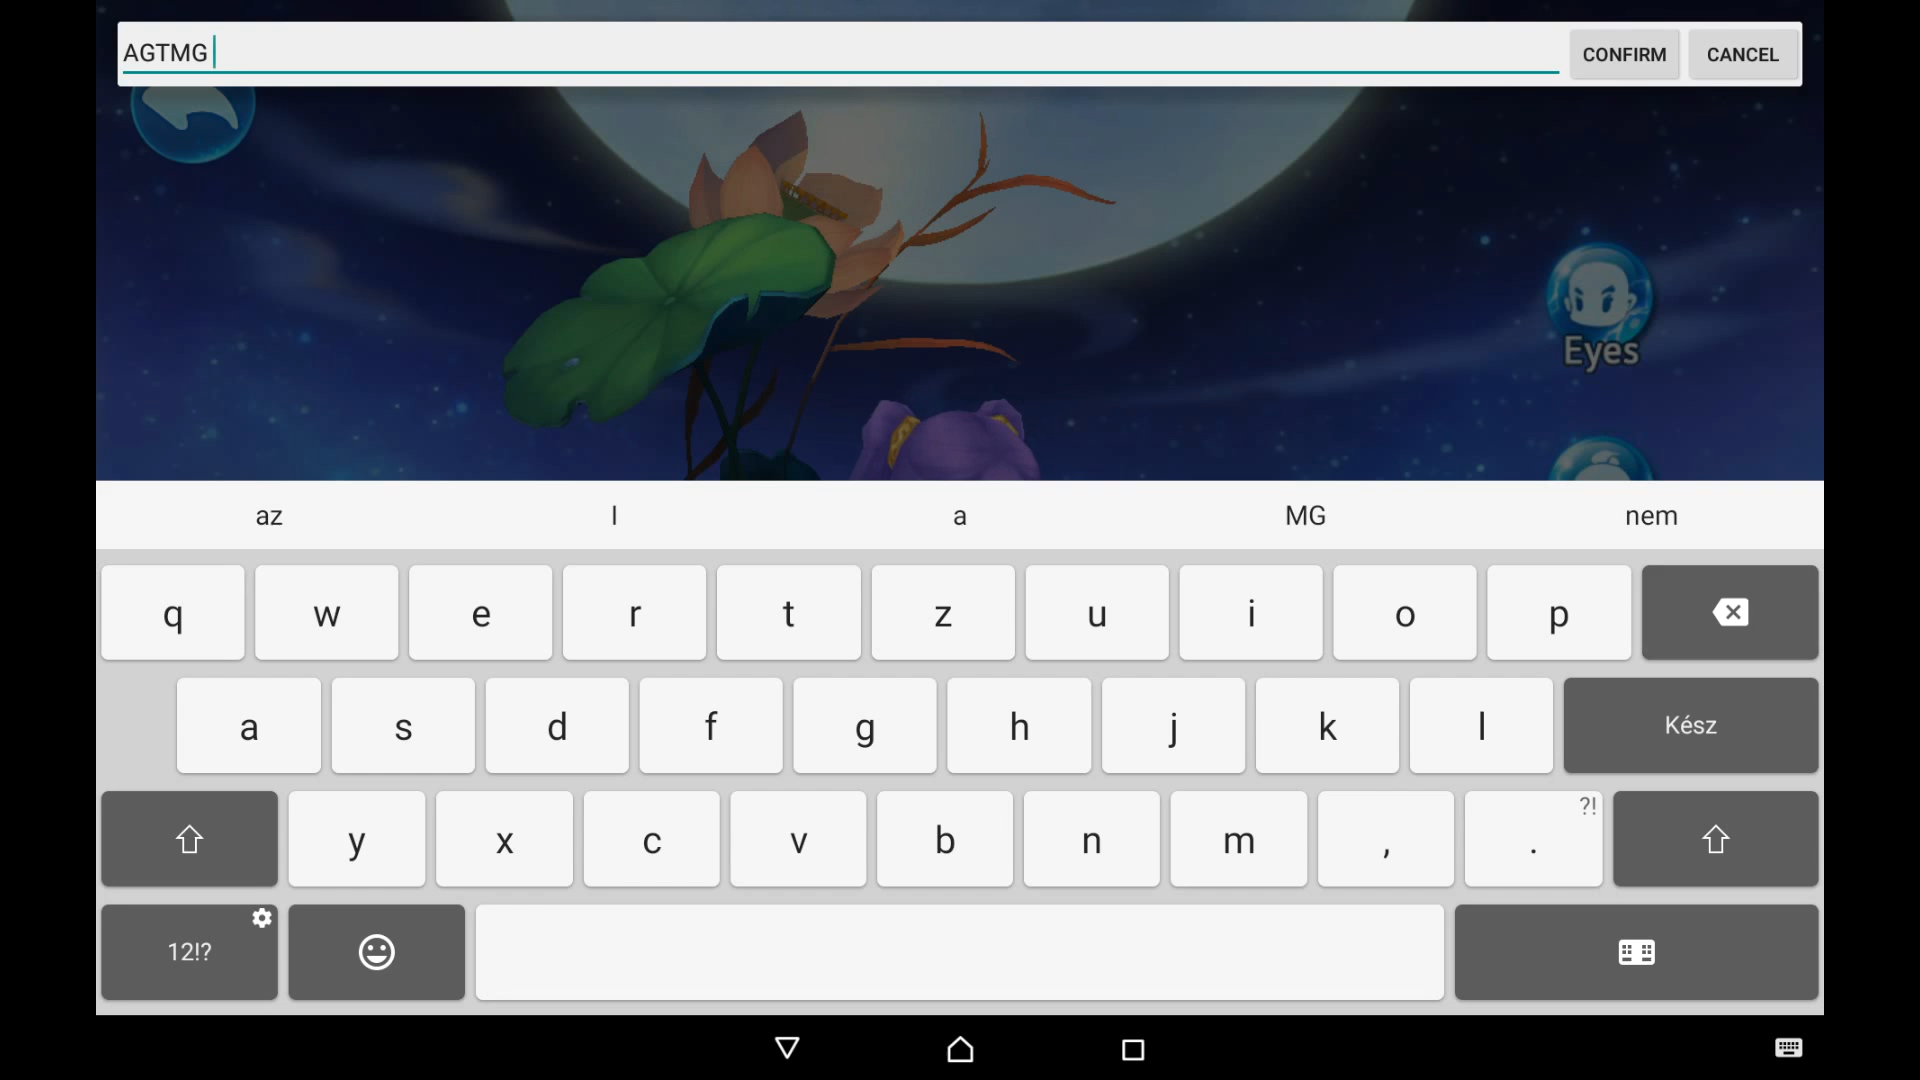 AGTMG
CONFIRM CANCEL
Eyes
az I a MG nem
q w e r t z u i o p
a s d f g h j k l Kész
y x c v b n m , . ?!
12!?